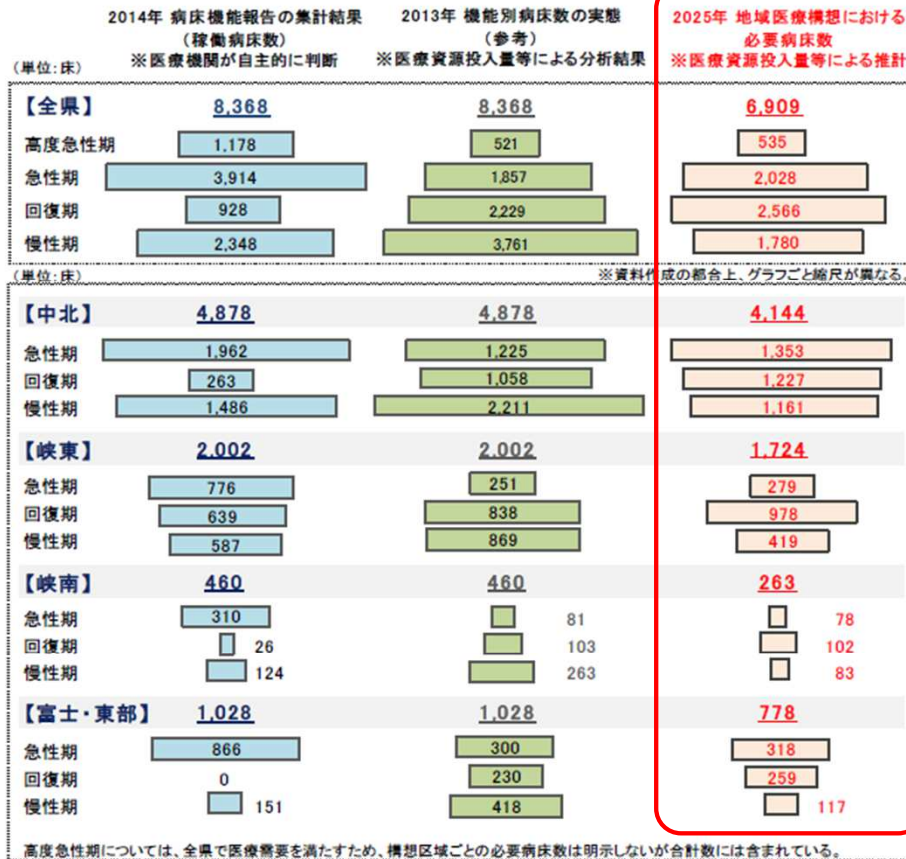 2014年 病床機能報告の集計結果
（稼働病床数）
※医療機関が自主的に判断
2013年 機能別病床数の実態
（参考）
※医療資源投入量等による分析結果
2025年 地域医療構想における
必要病床数
※医療資源投入量等による推計
（単位:床）
【全県】 8,368 8,368 6,909
高度急性期 1,178 521 535
急性期 3,914 1,857 2,028
回復期 928 2,229 2,566
慢性期 2,348 3,761 1,780
（単位:床） ※資料作成の都合上、グラフごと縮尺が異なる。
【中北】 4,878 4,878 4,144
急性期 1,962 1,225 1,353
回復期 263 1,058 1,227
慢性期 1,486 2,211 1,161
【峡東】 2,002 2,002 1,724
急性期 776 251 279
回復期 639 838 978
慢性期 587 869 419
【峡南】 460 460 263
急性期 310 81 78
回復期 26 103 102
慢性期 124 263 83
【富士・東部】 1,028 1,028 778
急性期 866 300 318
回復期 0 230 259
慢性期 151 418 117
高度急性期については、全県で医療需要を満たすため、構想区域ごとの必要病床数は明示しないが合計数には含まれている。